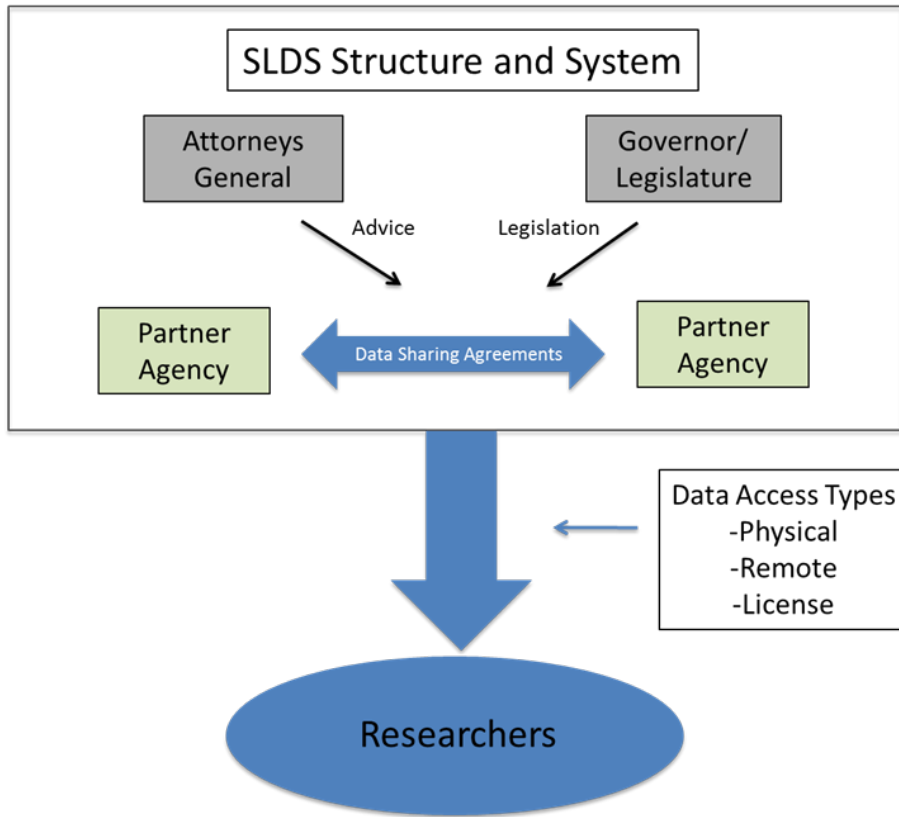 SLDS Structure and System
Attorneys
General
Governor/
Legislature
Advice
Legislation
Partner
Agency
Data Sharing Agreements
Partner
Agency
Data Access Types
-Physical
-Remote
-License
Researchers